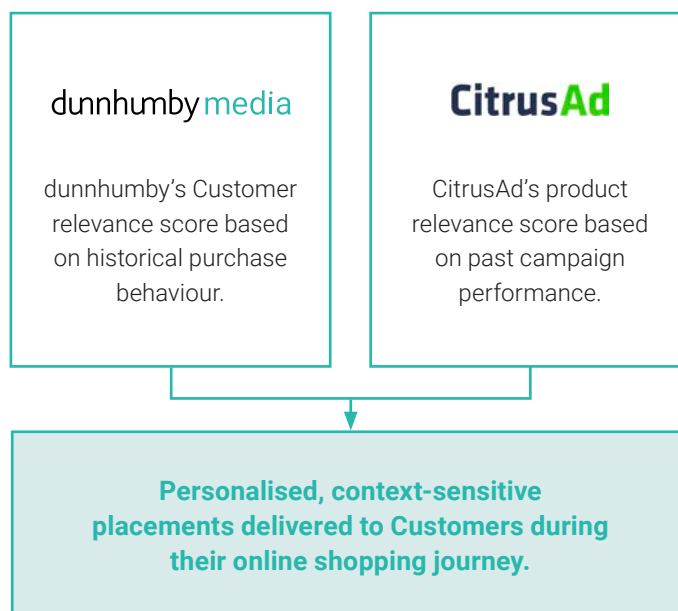 dunnhumby media
dunnhumby’s Customer
relevance score based
on historical purchase
behaviour.
CitrusAd
CitrusAd’s product
relevance score based
on past campaign
performance.
Personalised, context-sensitive
placements delivered to Customers during
their online shopping journey.